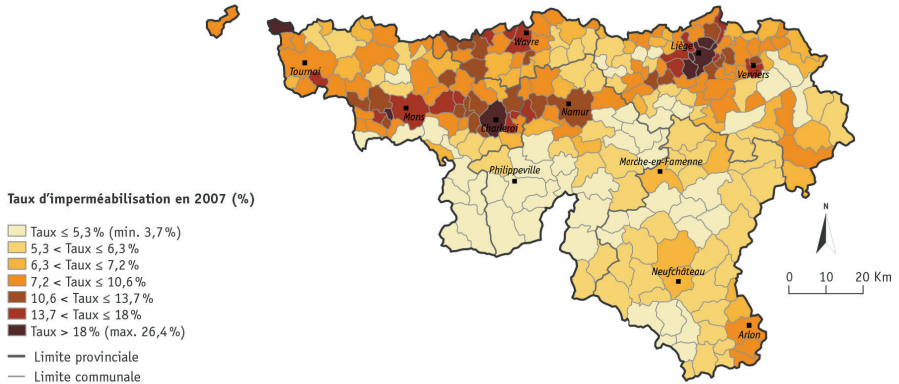 Wavre
Liège
Tournai
Verviers
Mons
Namur
Charleroi
Marche-en-Famenne
Philippeville
Taux d'imperméabilisation en 2007 (%)
Taux ≤ 5,3% (min. 3,7%)
5,3 < Taux ≤ 6,3%
6,3 < Taux ≤ 7,2%
7,2 < Taux ≤ 10,6%
10,6 < Taux ≤ 13,7%
13,7 < Taux ≤ 18%
Taux > 18% (max. 26,4%)
Limite provinciale
Limite communale
N
Neufchâteau
0 10 20 Km
Arlon